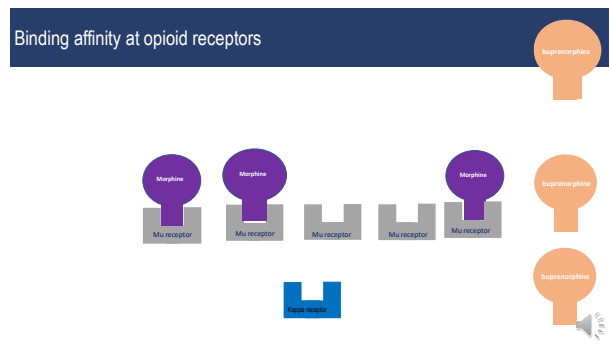 Binding affinity at opioid receptors
buprenorphine
Morphine
Morphine
Morphine
buprenorphine
Mu receptor
Mu receptor
Mu receptor
Mu receptor
Mu receptor
buprenorphine
Kappa receptor